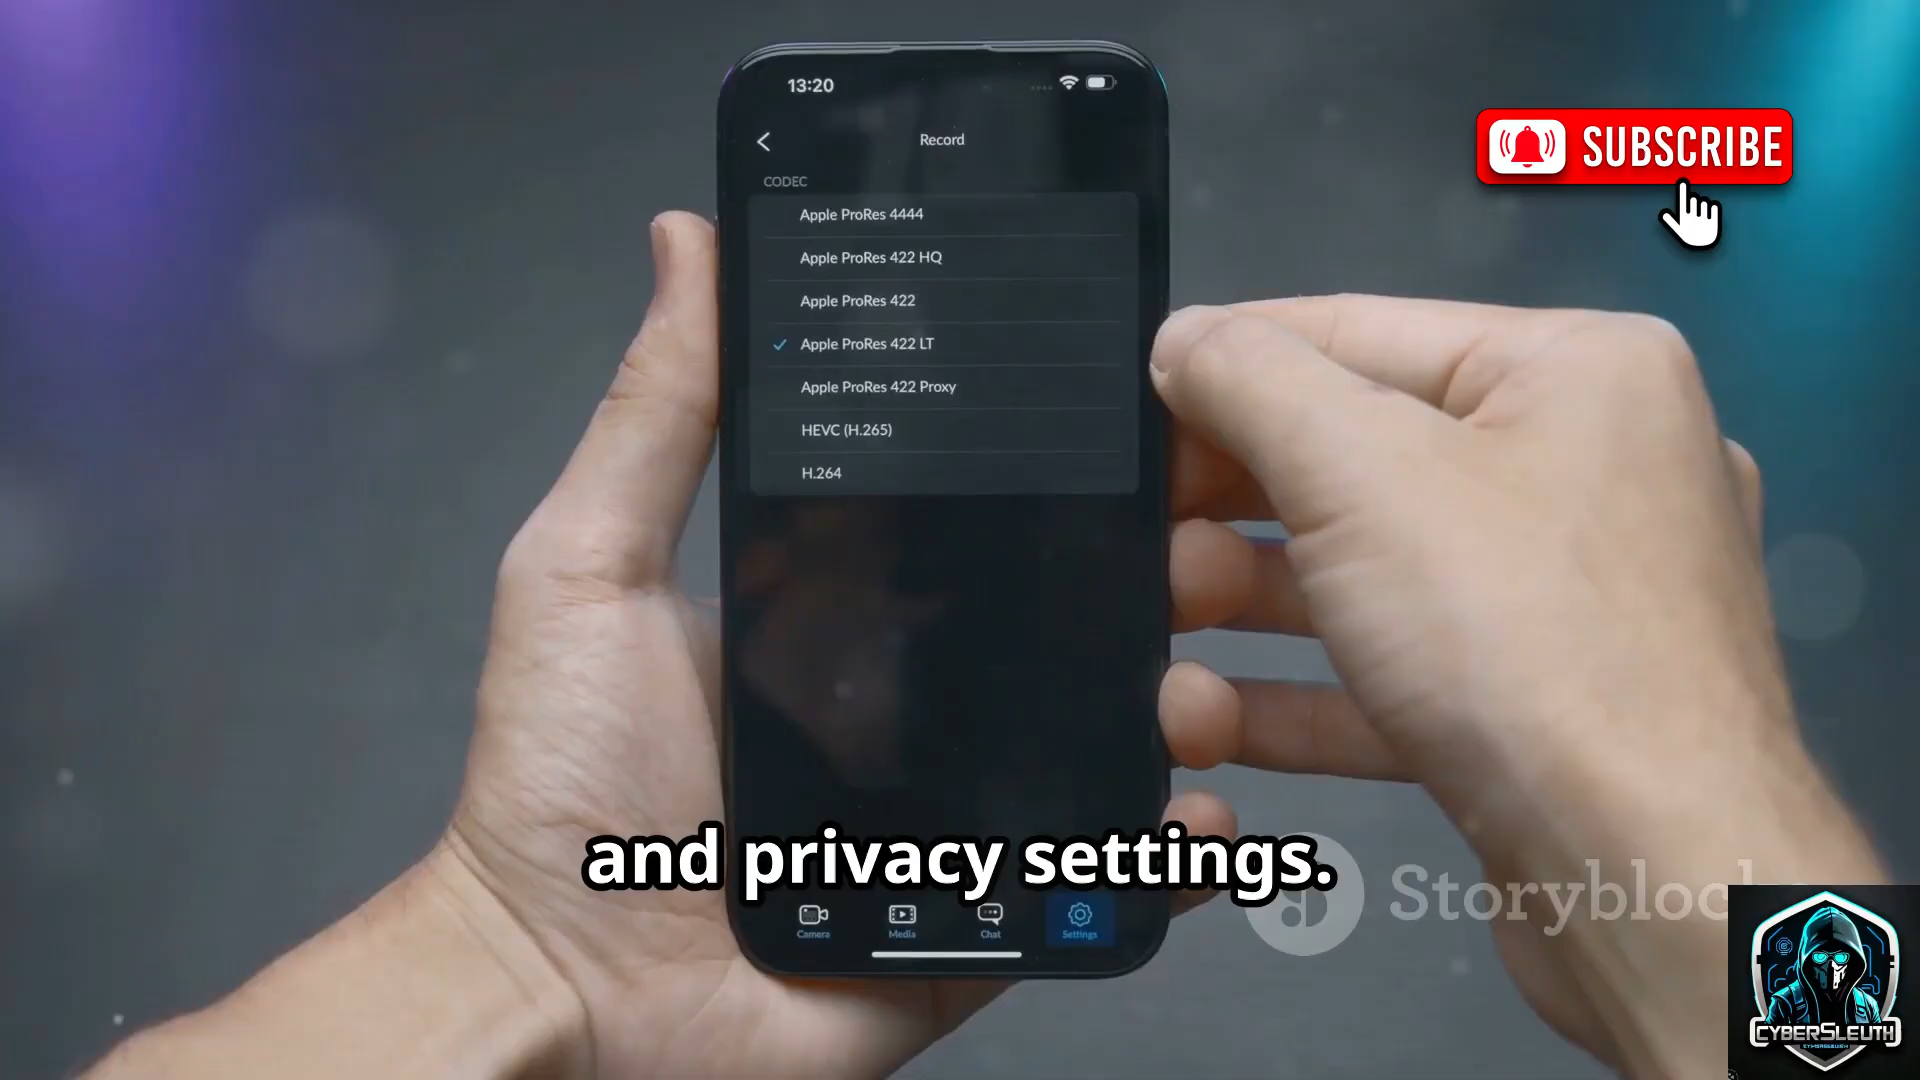 13:20
Record
SUBSCRIBE
CODEC
Apple ProRes 4444
Apple ProRes 422 HQ
Apple ProRes 422
Apple ProRes 422 LT
Apple ProRes 422 Proxy
HEVC (H.265)
H.264
and privacy settings.
Storybloc
Camera
Media
Chat
Settings
CYBERSLEUTH